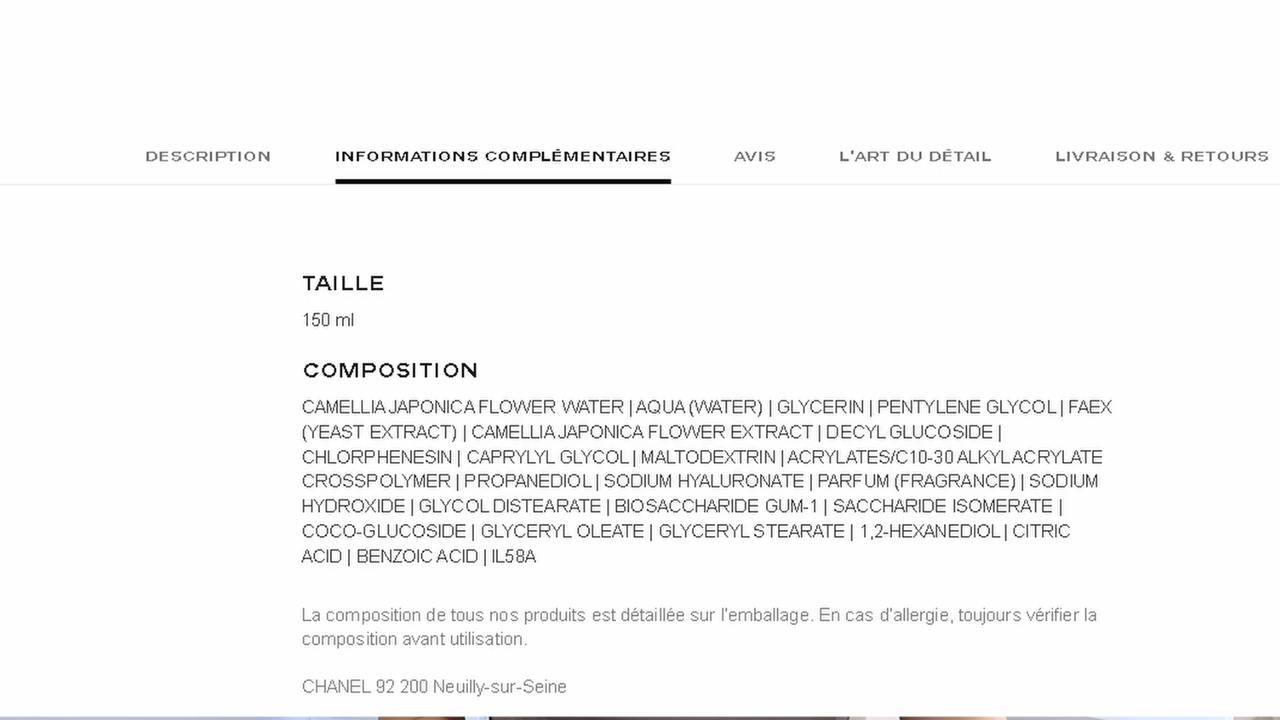 DESCRIPTION INFORMATIONS COMPLÉMENTAIRES AVIS L'ART DU DÉTAIL LIVRAISON & RETOURS
TAILLE
150 ml
COMPOSITION
CAMELLIA JAPONICA FLOWER WATER | AQUA (WATER) | GLYCERIN | PENTYLENE GLYCOL | FAEX
(YEAST EXTRACT) | CAMELLIA JAPONICA FLOWER EXTRACT | DECYL GLUCOSIDE |
CHLORPHENESIN | CAPRYLYL GLYCOL | MALTODEXTRIN | ACRYLATES/C10-30 ALKYL ACRYLATE
CROSSPOLYMER | PROPANEDIOL | SODIUM HYALURONATE | PARFUM (FRAGRANCE) | SODIUM
HYDROXIDE | GLYCOL DISTEARATE | BIOSACCHARIDE GUM-1 | SACCHARIDE ISOMERATE |
COCO-GLUCOSIDE | GLYCERYL OLEATE | GLYCERYL STEARATE | 1,2-HEXANEDIOL | CITRIC
ACID | BENZOIC ACID | IL58A
La composition de tous nos produits est détaillée sur l'emballage. En cas d'allergie, toujours vérifier la
composition avant utilisation.
CHANEL 92 200 Neuilly-sur-Seine